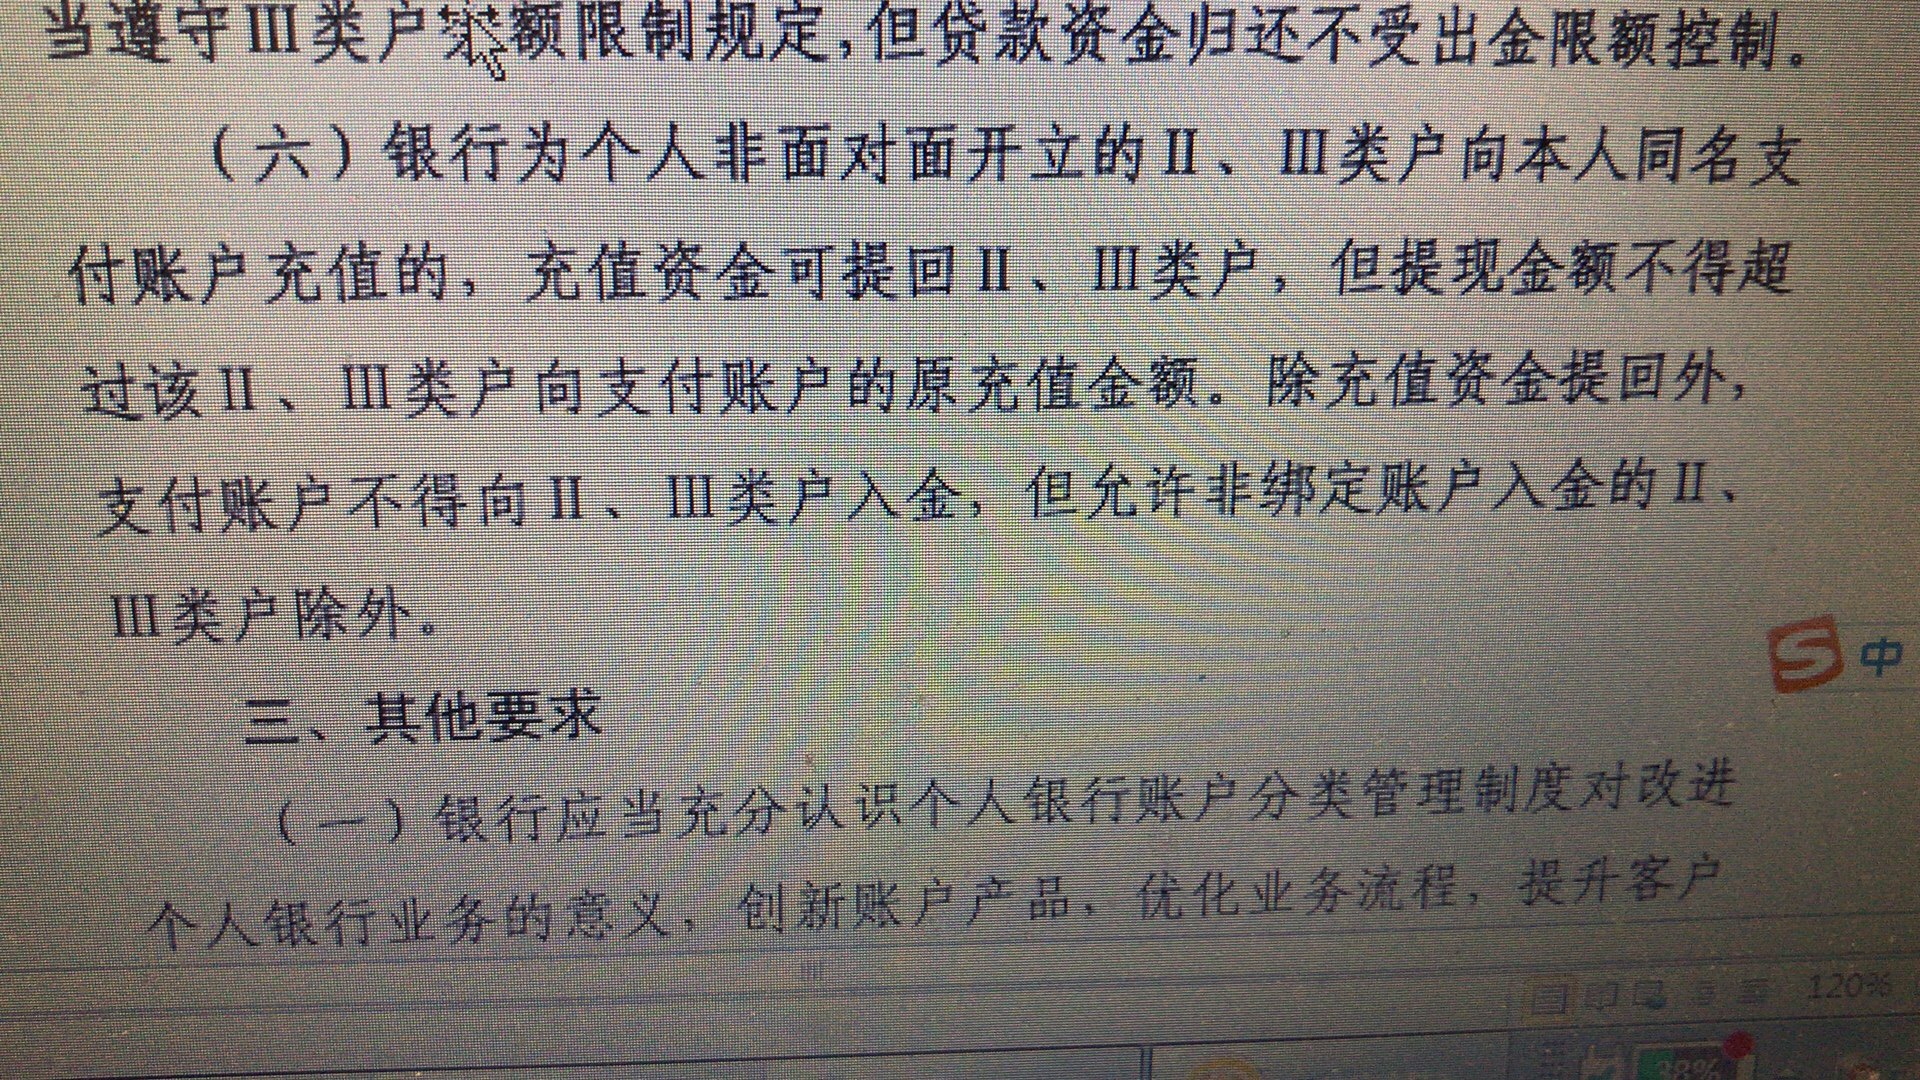 当遵守III类户余额限制规定,但贷款资金归还不受出金限额控制。
(六)银行为个人非面对面开立的II、III类户向本人同名支
付账户充值的,充值资金可提回II、III类户,但提现金额不得超
过该II、III类户向支付账户的原充值金额。除充值资金提回外,
支付账户不得向II、III类户入金,但允许非绑定账户入金的II、
III类户除外。
中
三、其他要求
(一)银行应当充分认识个人银行账户分类管理制度对改进
个人银行业务的意义,创新账户产品,优化业务流程,提升客户
120%
38%